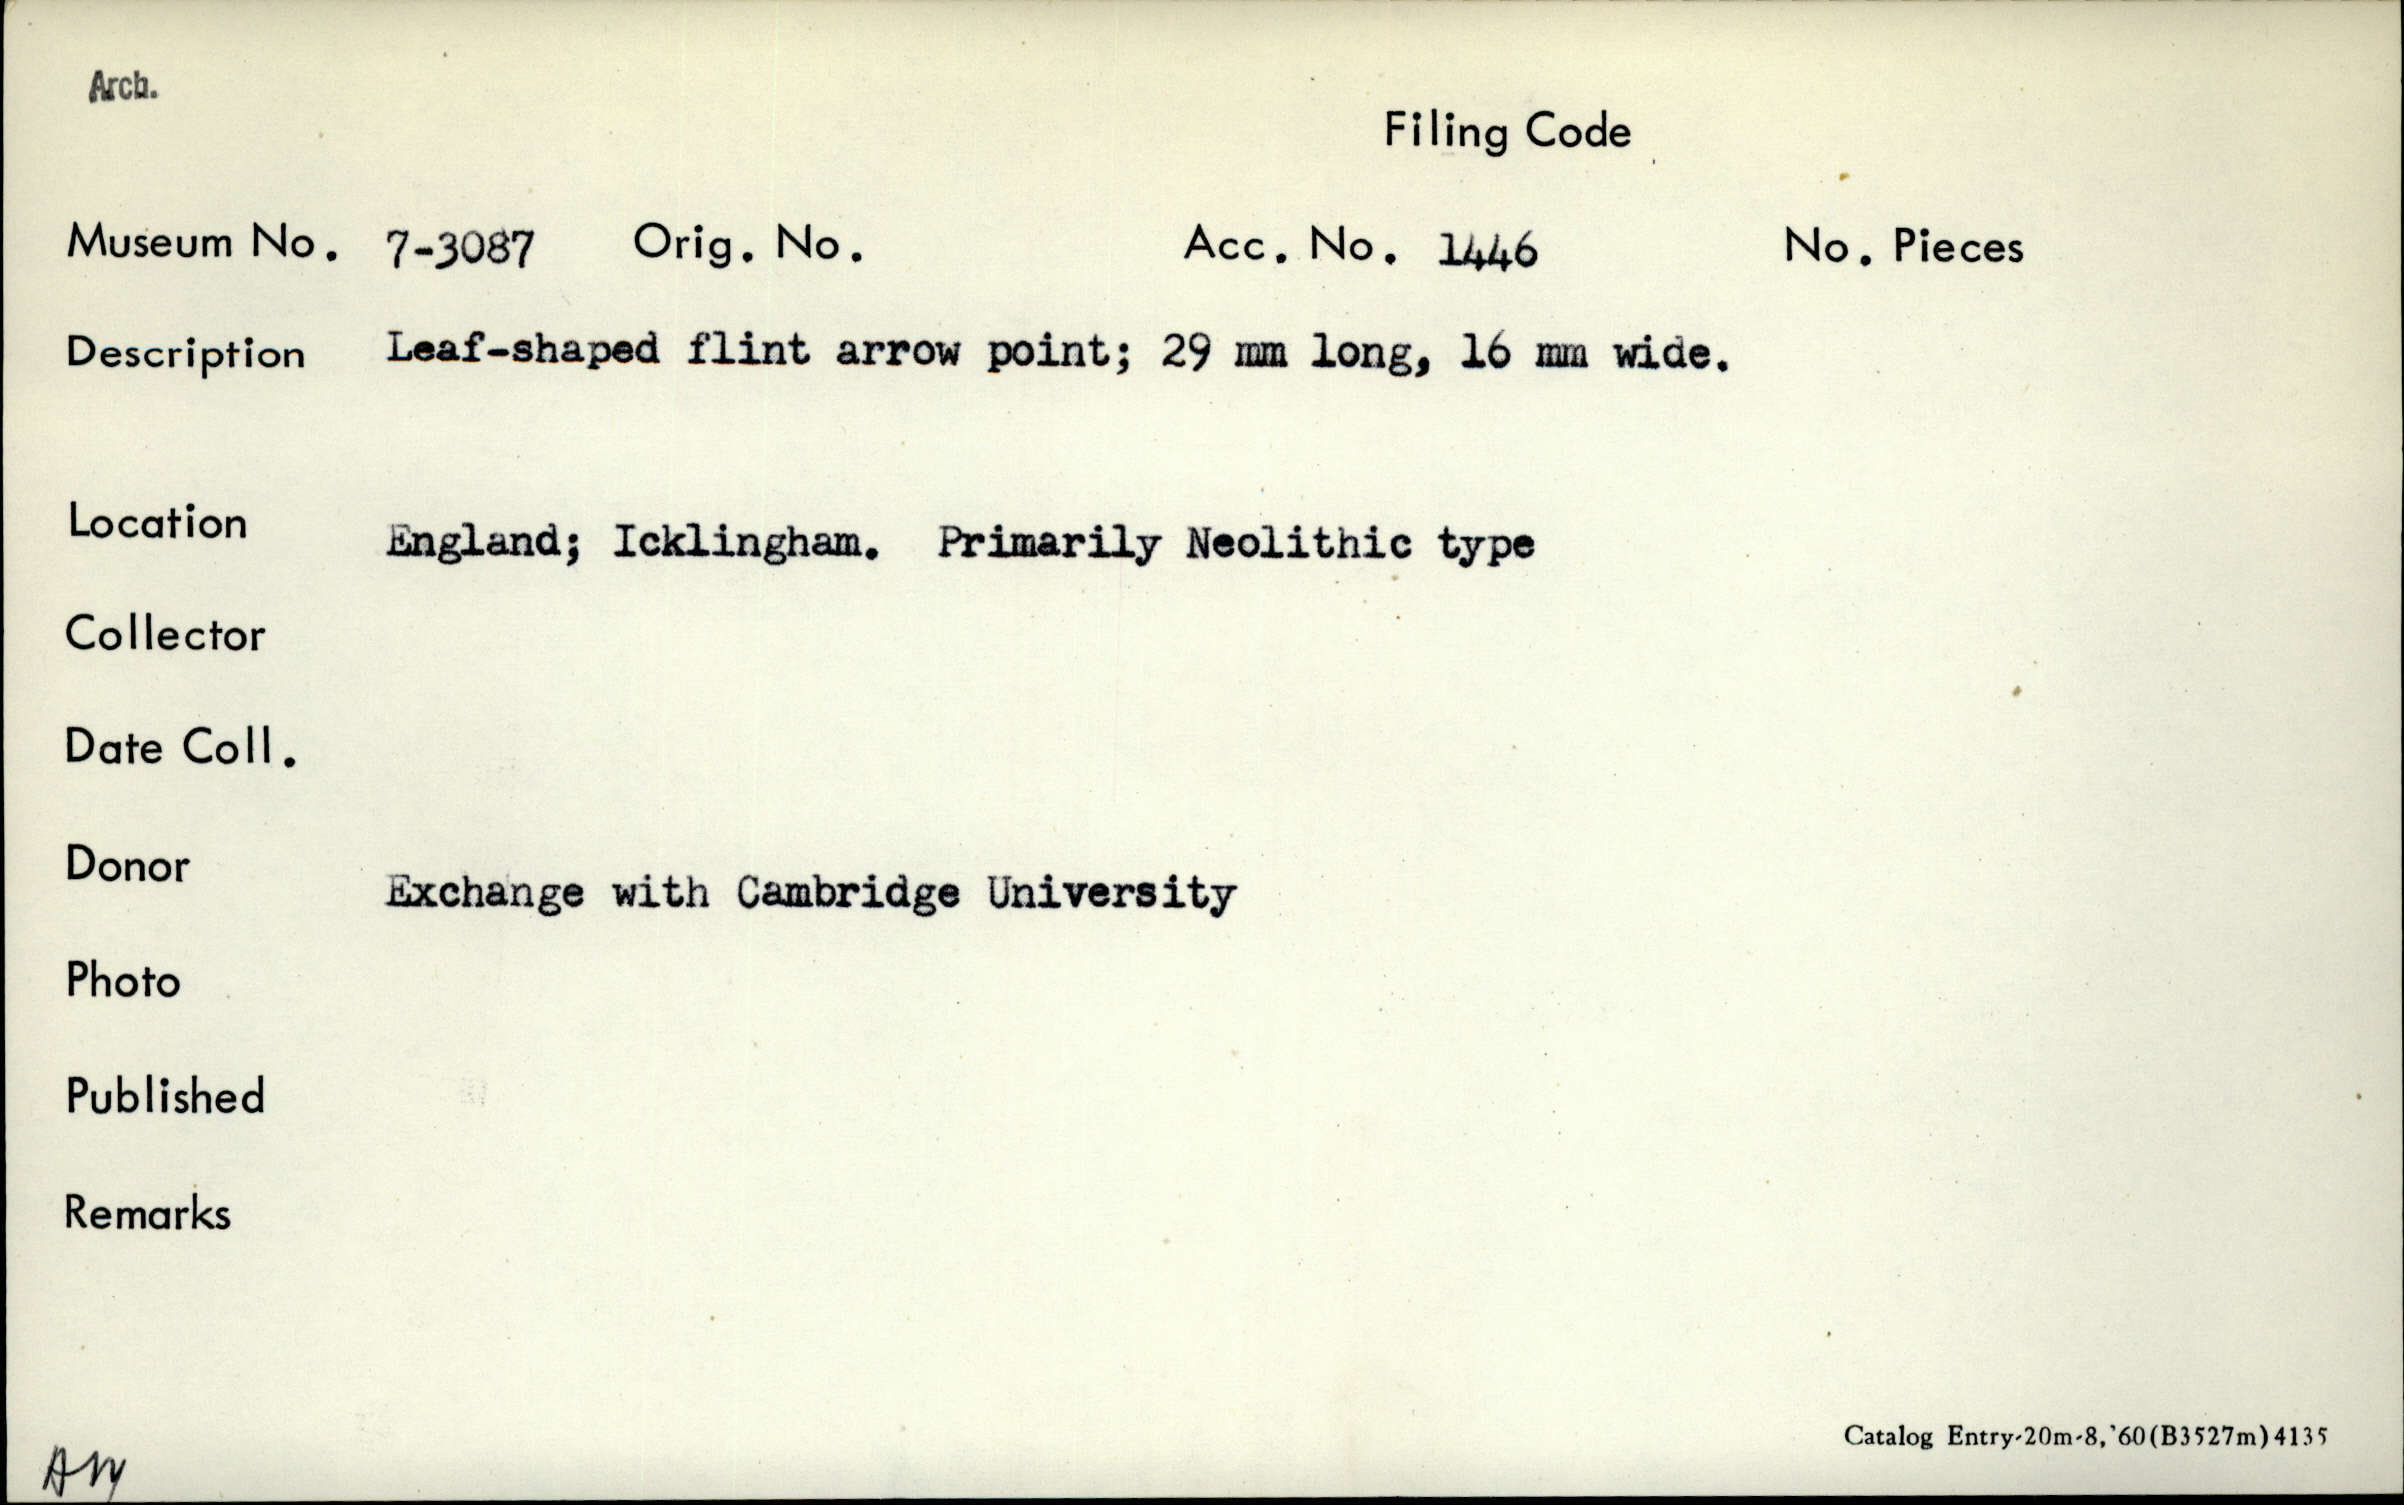 Arch.
Filing Code
Museum No. 7-3087 Orig. No. Acc. No. 1446 No. Pieces
Description Leaf-shaped flint arrow point; 29 mm long, 16 mm wide.
Location England; Icklingham. Primarily Neolithic type
Collector
Date Coll.
Donor Exchange with Cambridge University
Photo
Published
Remarks
Catalog Entry-20m-8,'60(B3527m)4135